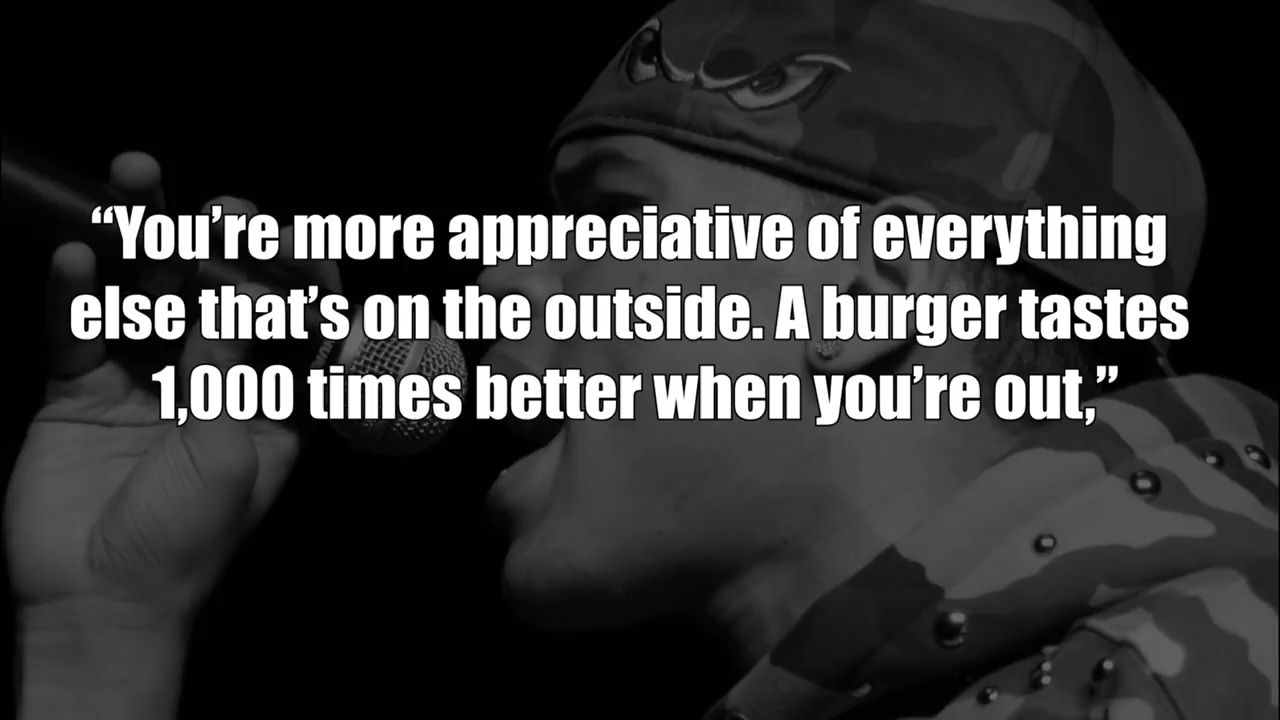 “You’re more appreciative of everything
else that’s on the outside. A burger tastes
1,000 times better when you’re out,”